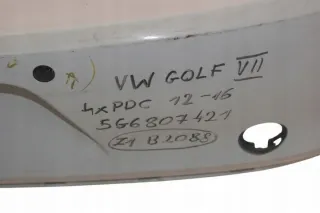 VW GOLF VII
4xPDC 12-16
5G6807421
Z1 B2088